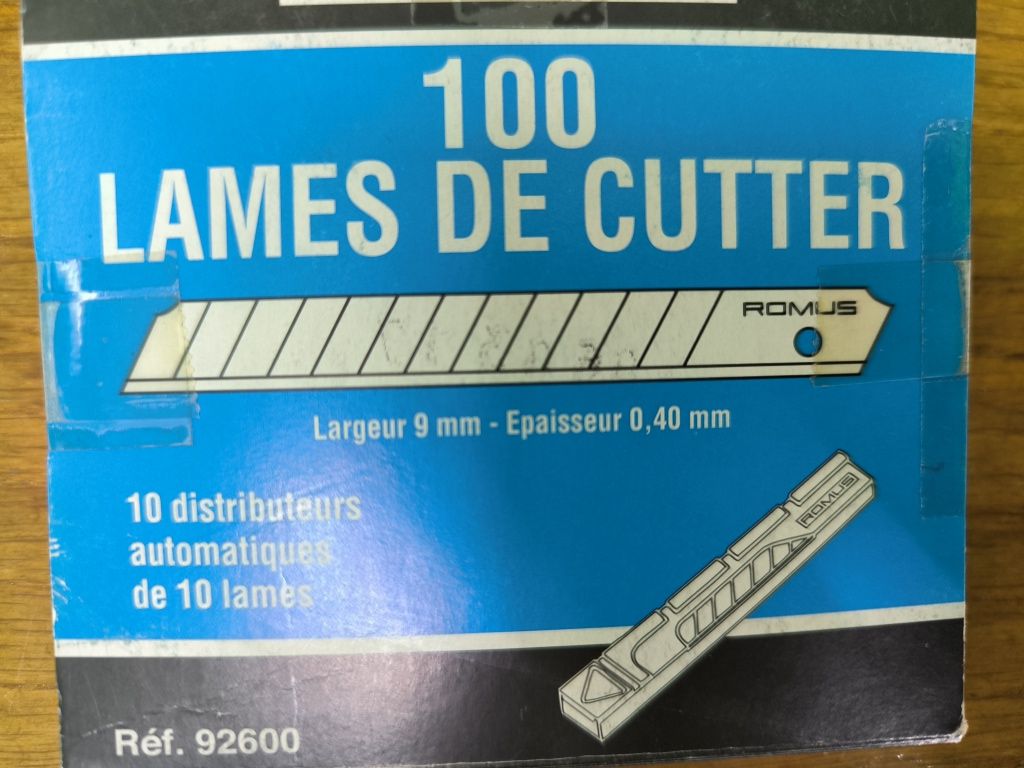 100
LAMES DE CUTTER
ROMUS
Largeur 9 mm - Epaisseur 0,40 mm
10 distributeurs
automatiques
de 10 lames
ROMUS
Réf. 92600